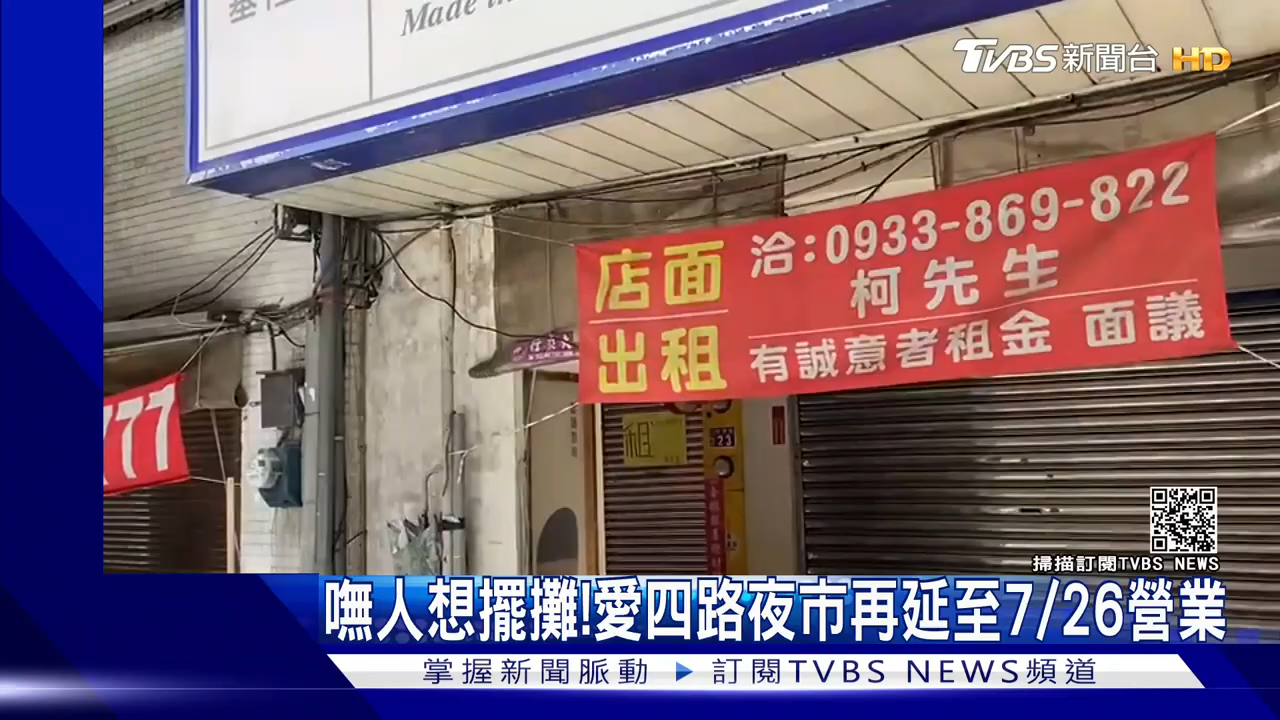 Made in
TVBS新聞台 HD
店面
出租
洽:0933-869-822
柯先生
有誠意者租金 面議
77
租
23
掃描訂閱TVBS NEWS
嘸人想擺攤!愛四路夜市再延至7/26營業
掌握新聞脈動 ▶ 訂閱TVBS NEWS頻道